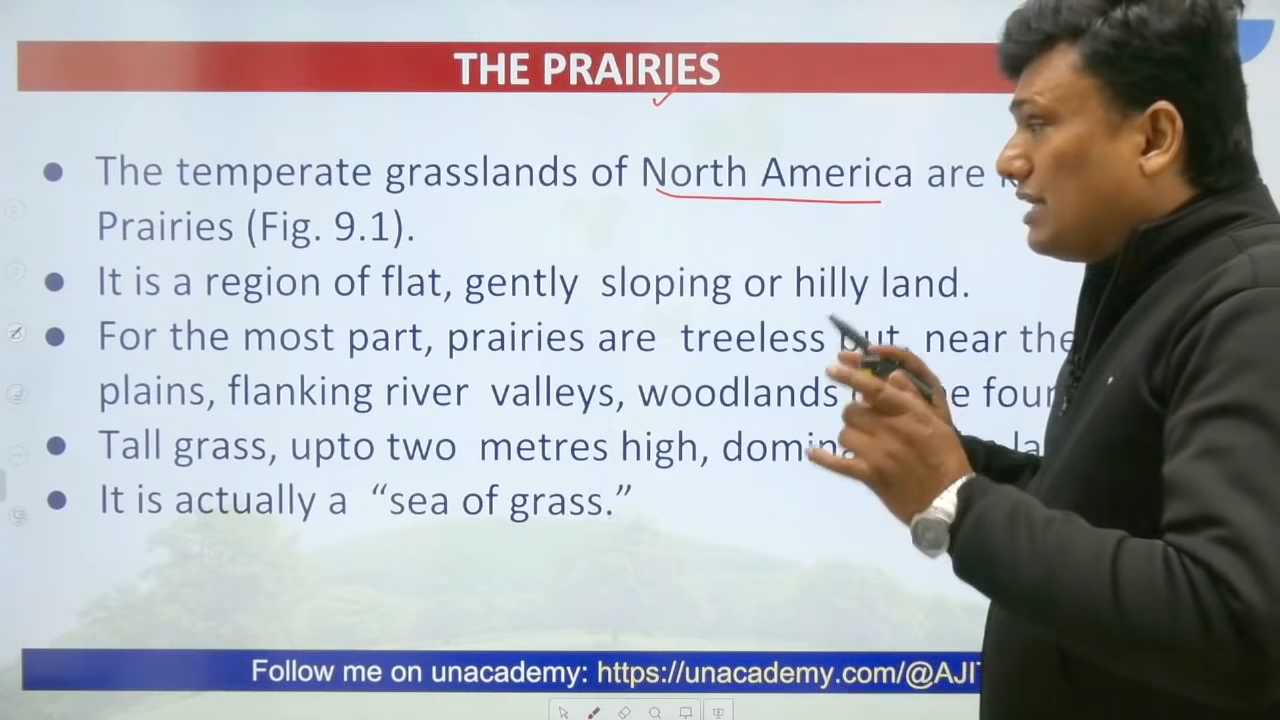 THE PRAIRIES
● The temperate grasslands of North America are
Prairies (Fig. 9.1).
● It is a region of flat, gently sloping or hilly land.
● For the most part, prairies are treeless but, near the
plains, flanking river valleys, woodlands
● Tall grass, upto two metres high,
● It is actually a “sea of grass.”
Follow me on unacademy: https://unacademy.com/@AJI